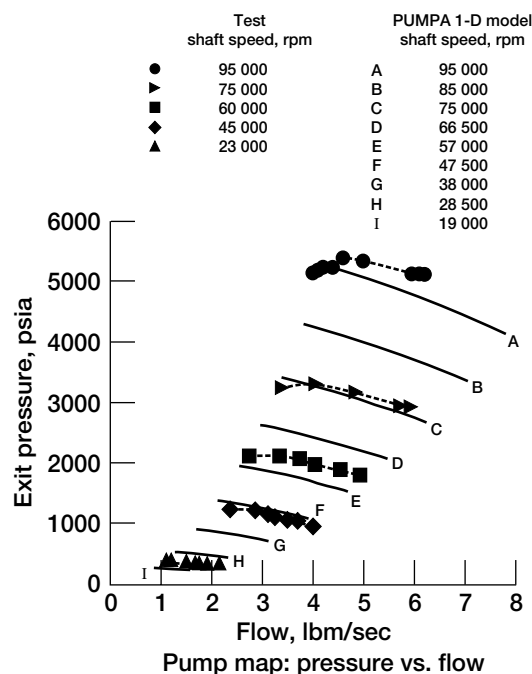 Test
shaft speed, rpm
95 000
75 000
60 000
45 000
23 000
PUMPA 1-D model
shaft speed, rpm
A 95 000
B 85 000
C 75 000
D 66 500
E 57 000
F 47 500
G 38 000
H 28 500
I 19 000
Exit pressure, psia
6000
5000
4000
3000
2000
1000
0
A
B
C
D
E
F
G
H
I
0 1 2 3 4 5 6 7 8
Flow, lbm/sec
Pump map: pressure vs. flow